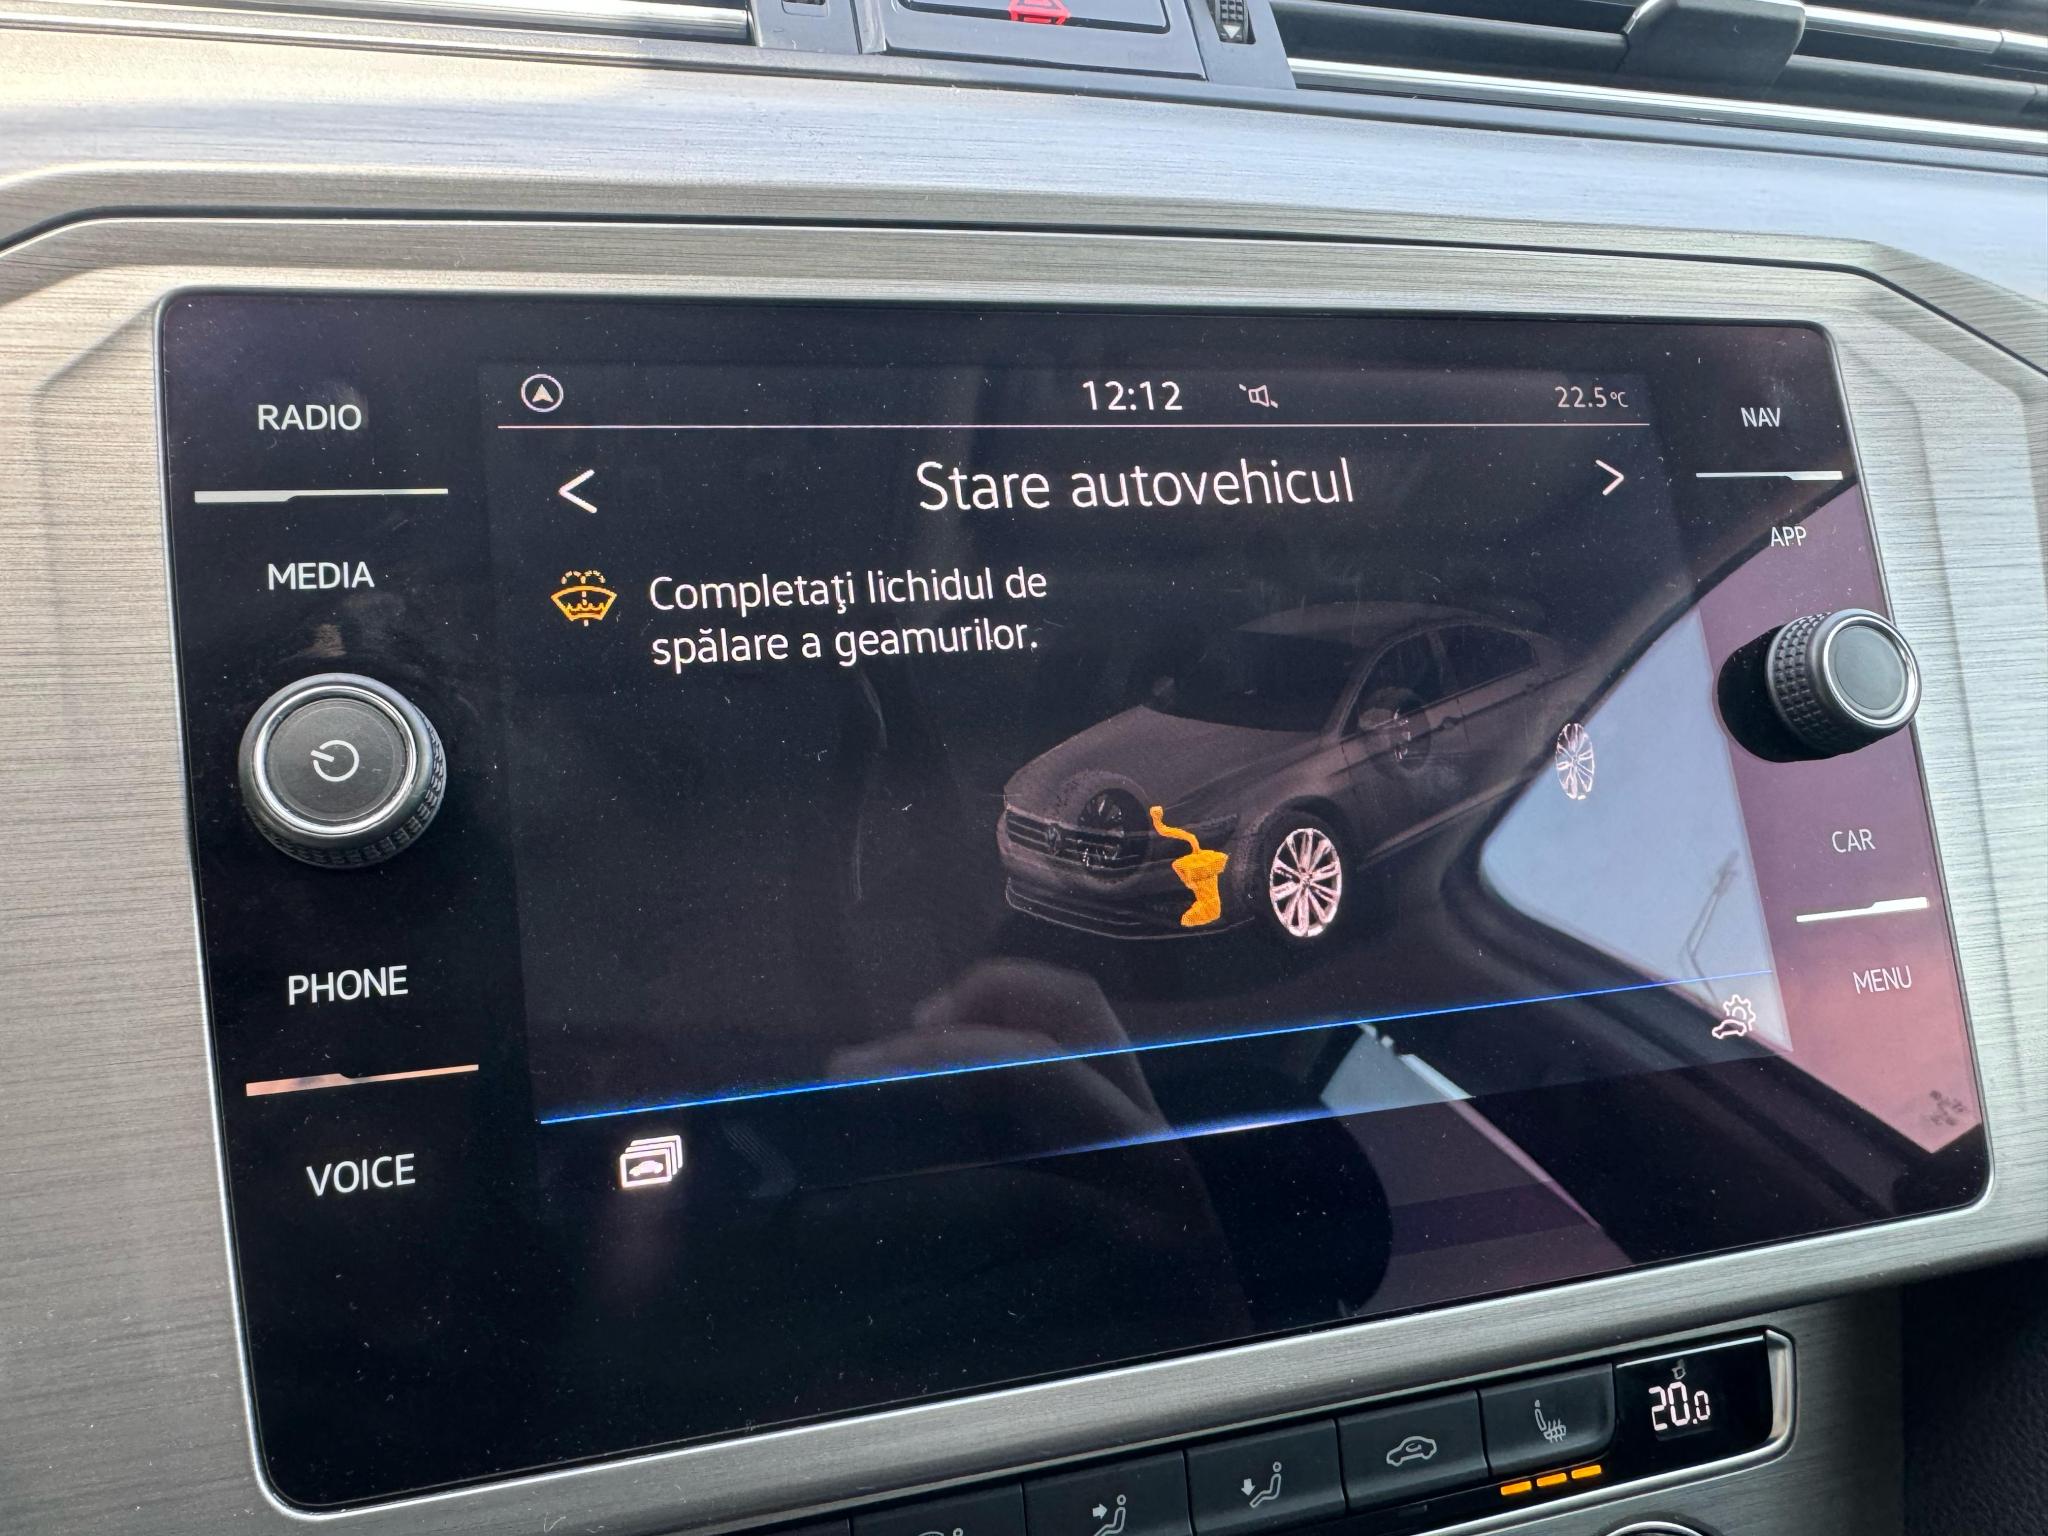 12:12
22.5°C
RADIO
NAV
Stare autovehicul
APP
MEDIA
Completaţi lichidul de
spălare a geamurilor.
CAR
PHONE
MENU
VOICE
20.0